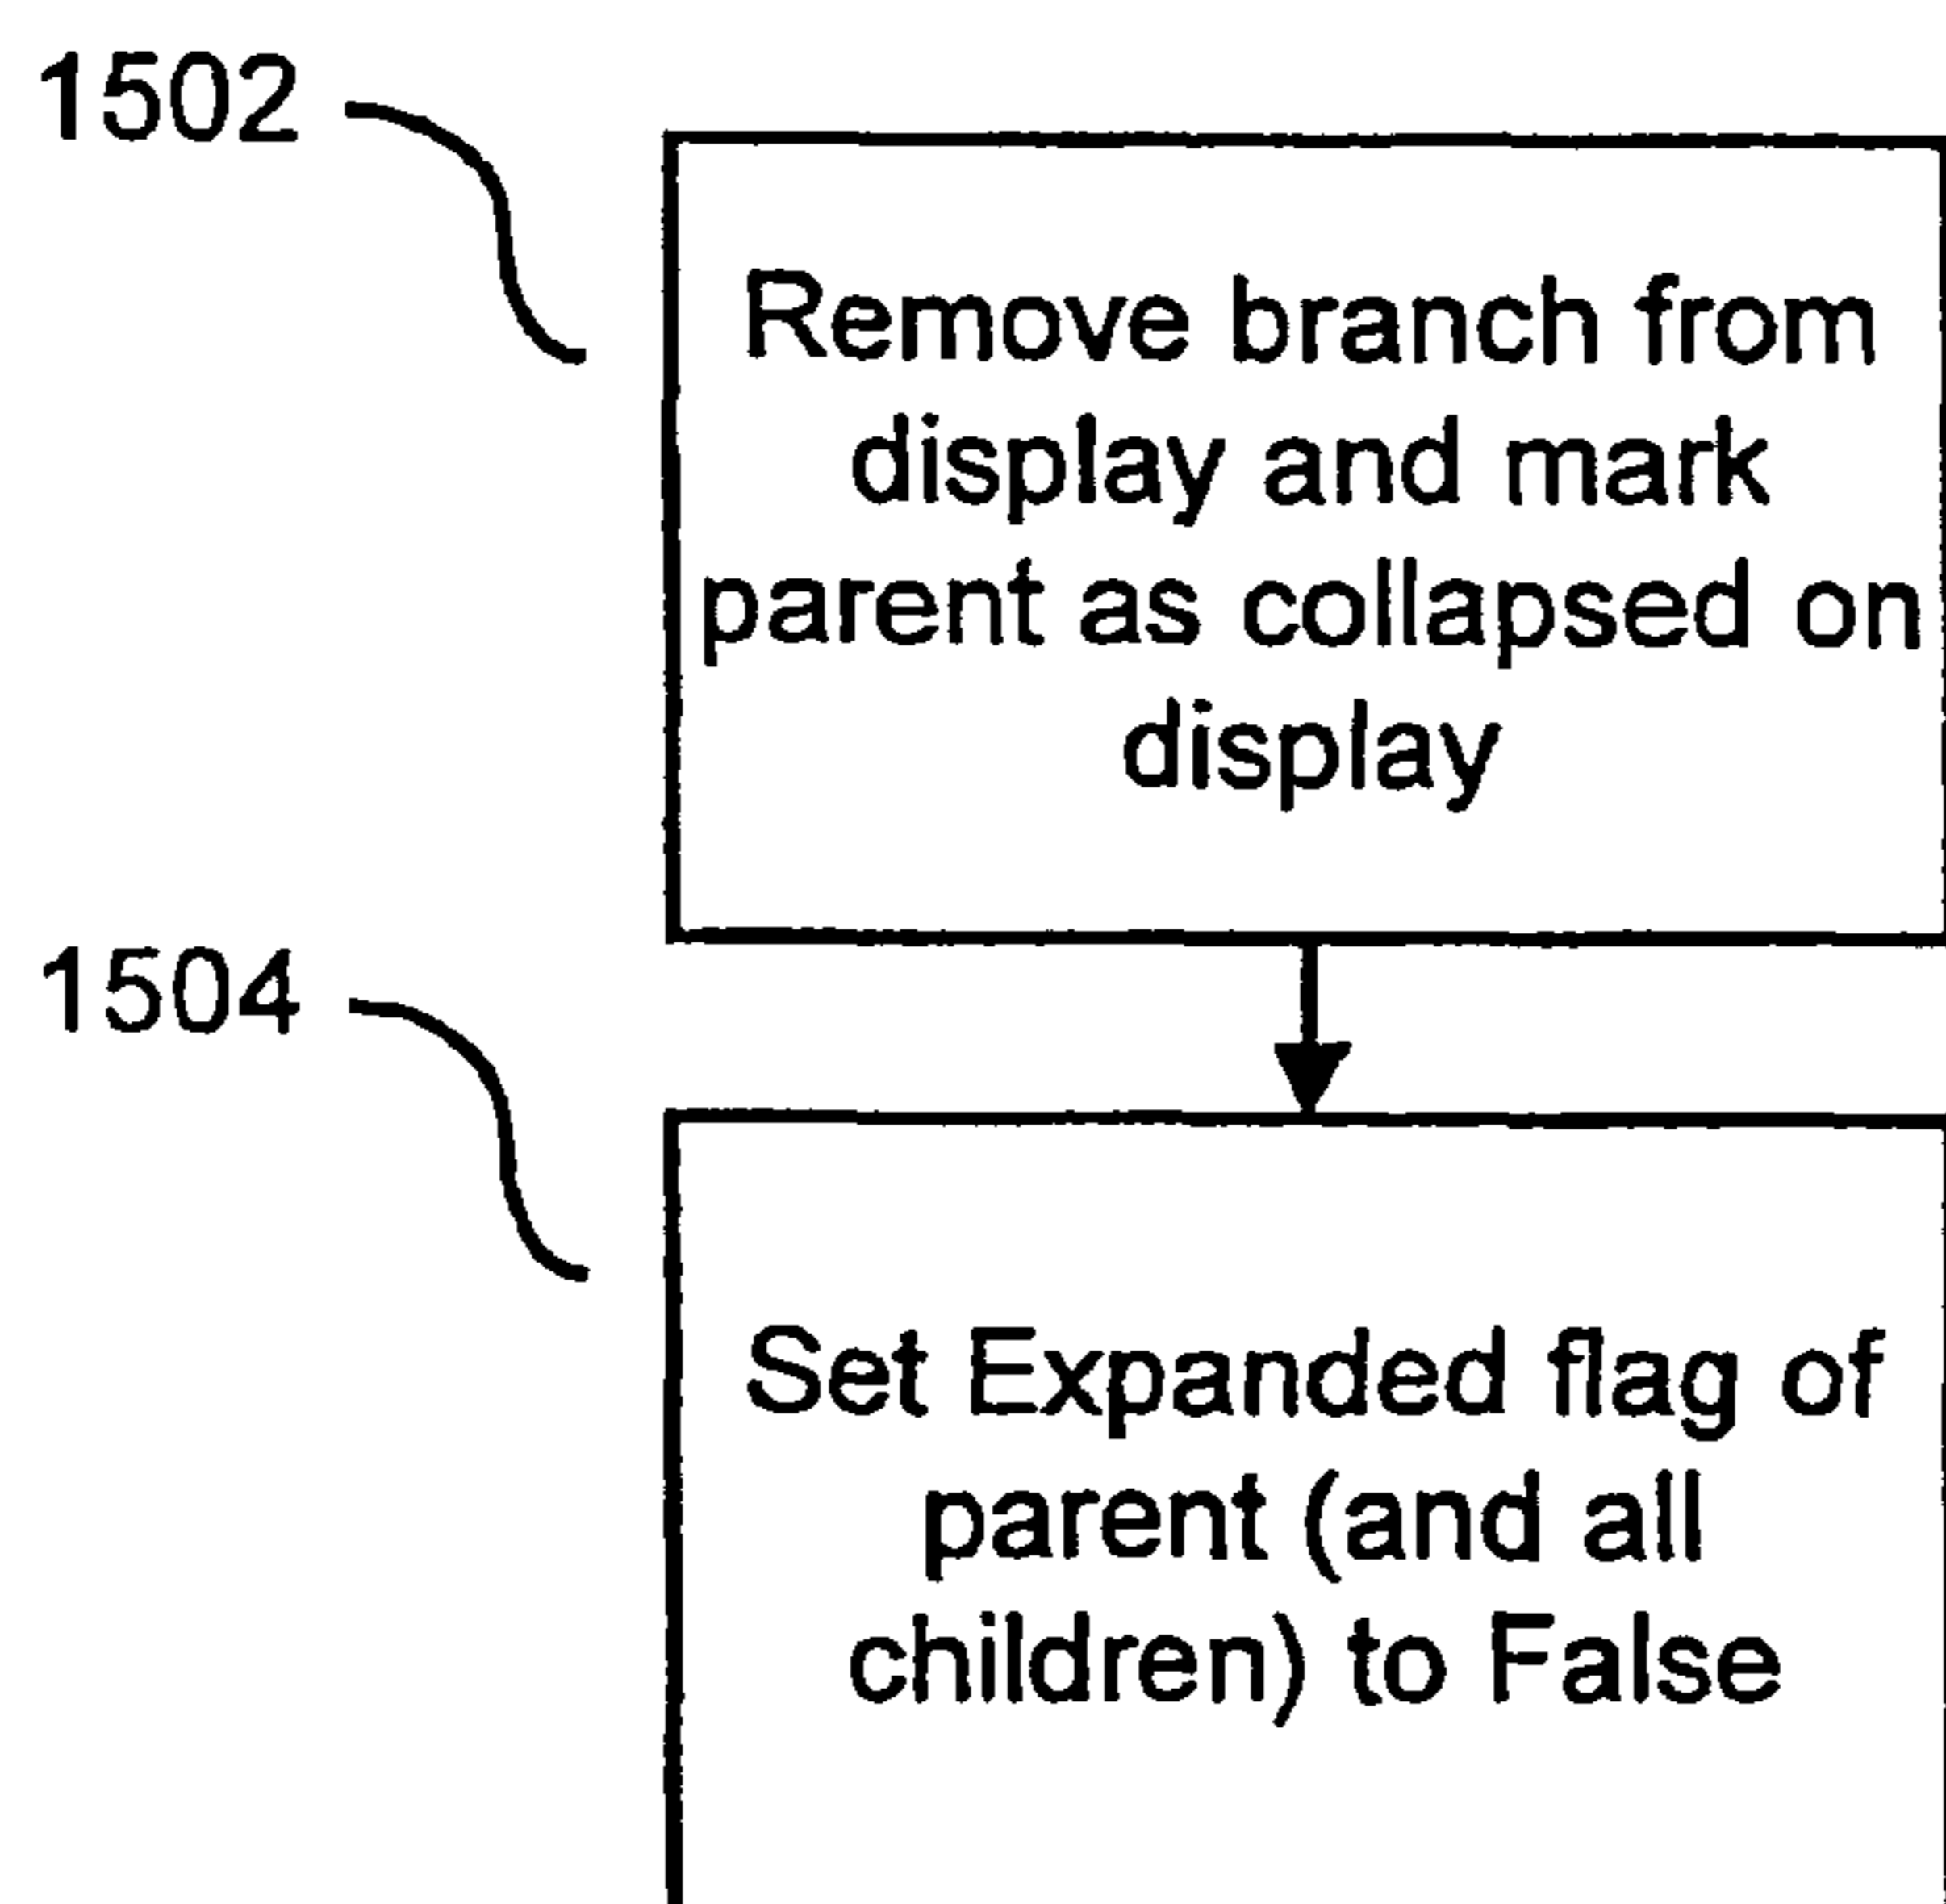 1502
Remove branch from
display and mark
parent as collapsed on
display
1504
Set Expanded flag of
parent (and all
children) to False